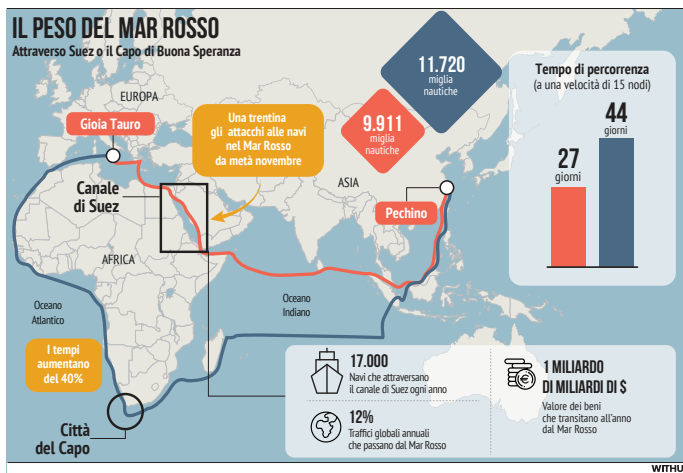 IL PESO DEL MAR ROSSO
Attraverso Suez o il Capo di Buona Speranza
EUROPA
Gioia Tauro
Una trentina
gli attacchi alle navi
nel Mar Rosso
da metà novembre
11.720
miglia
nautiche
9.911
miglia
nautiche
Tempo di percorrenza
(a una velocità di 15 nodi)
44
giorni
27
giorni
Canale
di Suez
ASIA
Pechino
AFRICA
Oceano
Atlantico
Oceano
Indiano
I tempi
aumentano
del 40%
Città
del Capo
17.000
Navi che attraversano
il canale di Suez ogni anno
12%
Traffici globali annuali
che passano dal Mar Rosso
1 MILIARDO
DI MILIARDI DI $
Valore dei beni
che transitano all'anno
dal Mar Rosso
WITHUB